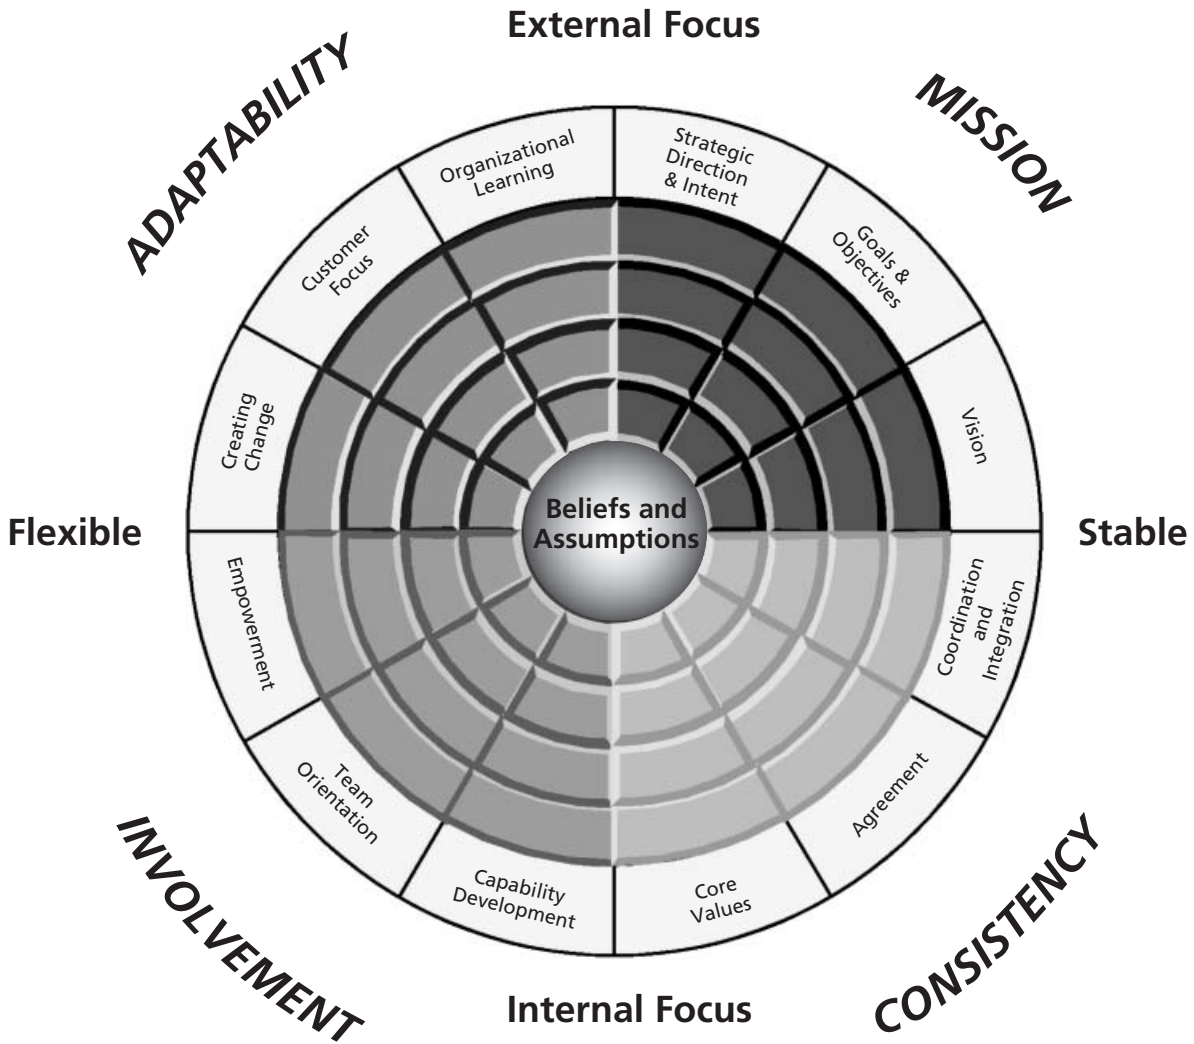 External Focus
ADAPTABILITY
MISSION
Organizational
Learning
Strategic
Direction
& Intent
Customer
Focus
Goals &
Objectives
Creating
Change
Vision
Flexible
Beliefs and
Assumptions
Stable
Empowerment
Coordination
and
Integration
Team
Orientation
Agreement
Capability
Development
Core
Values
INVOLVEMENT
CONSISTENCY
Internal Focus